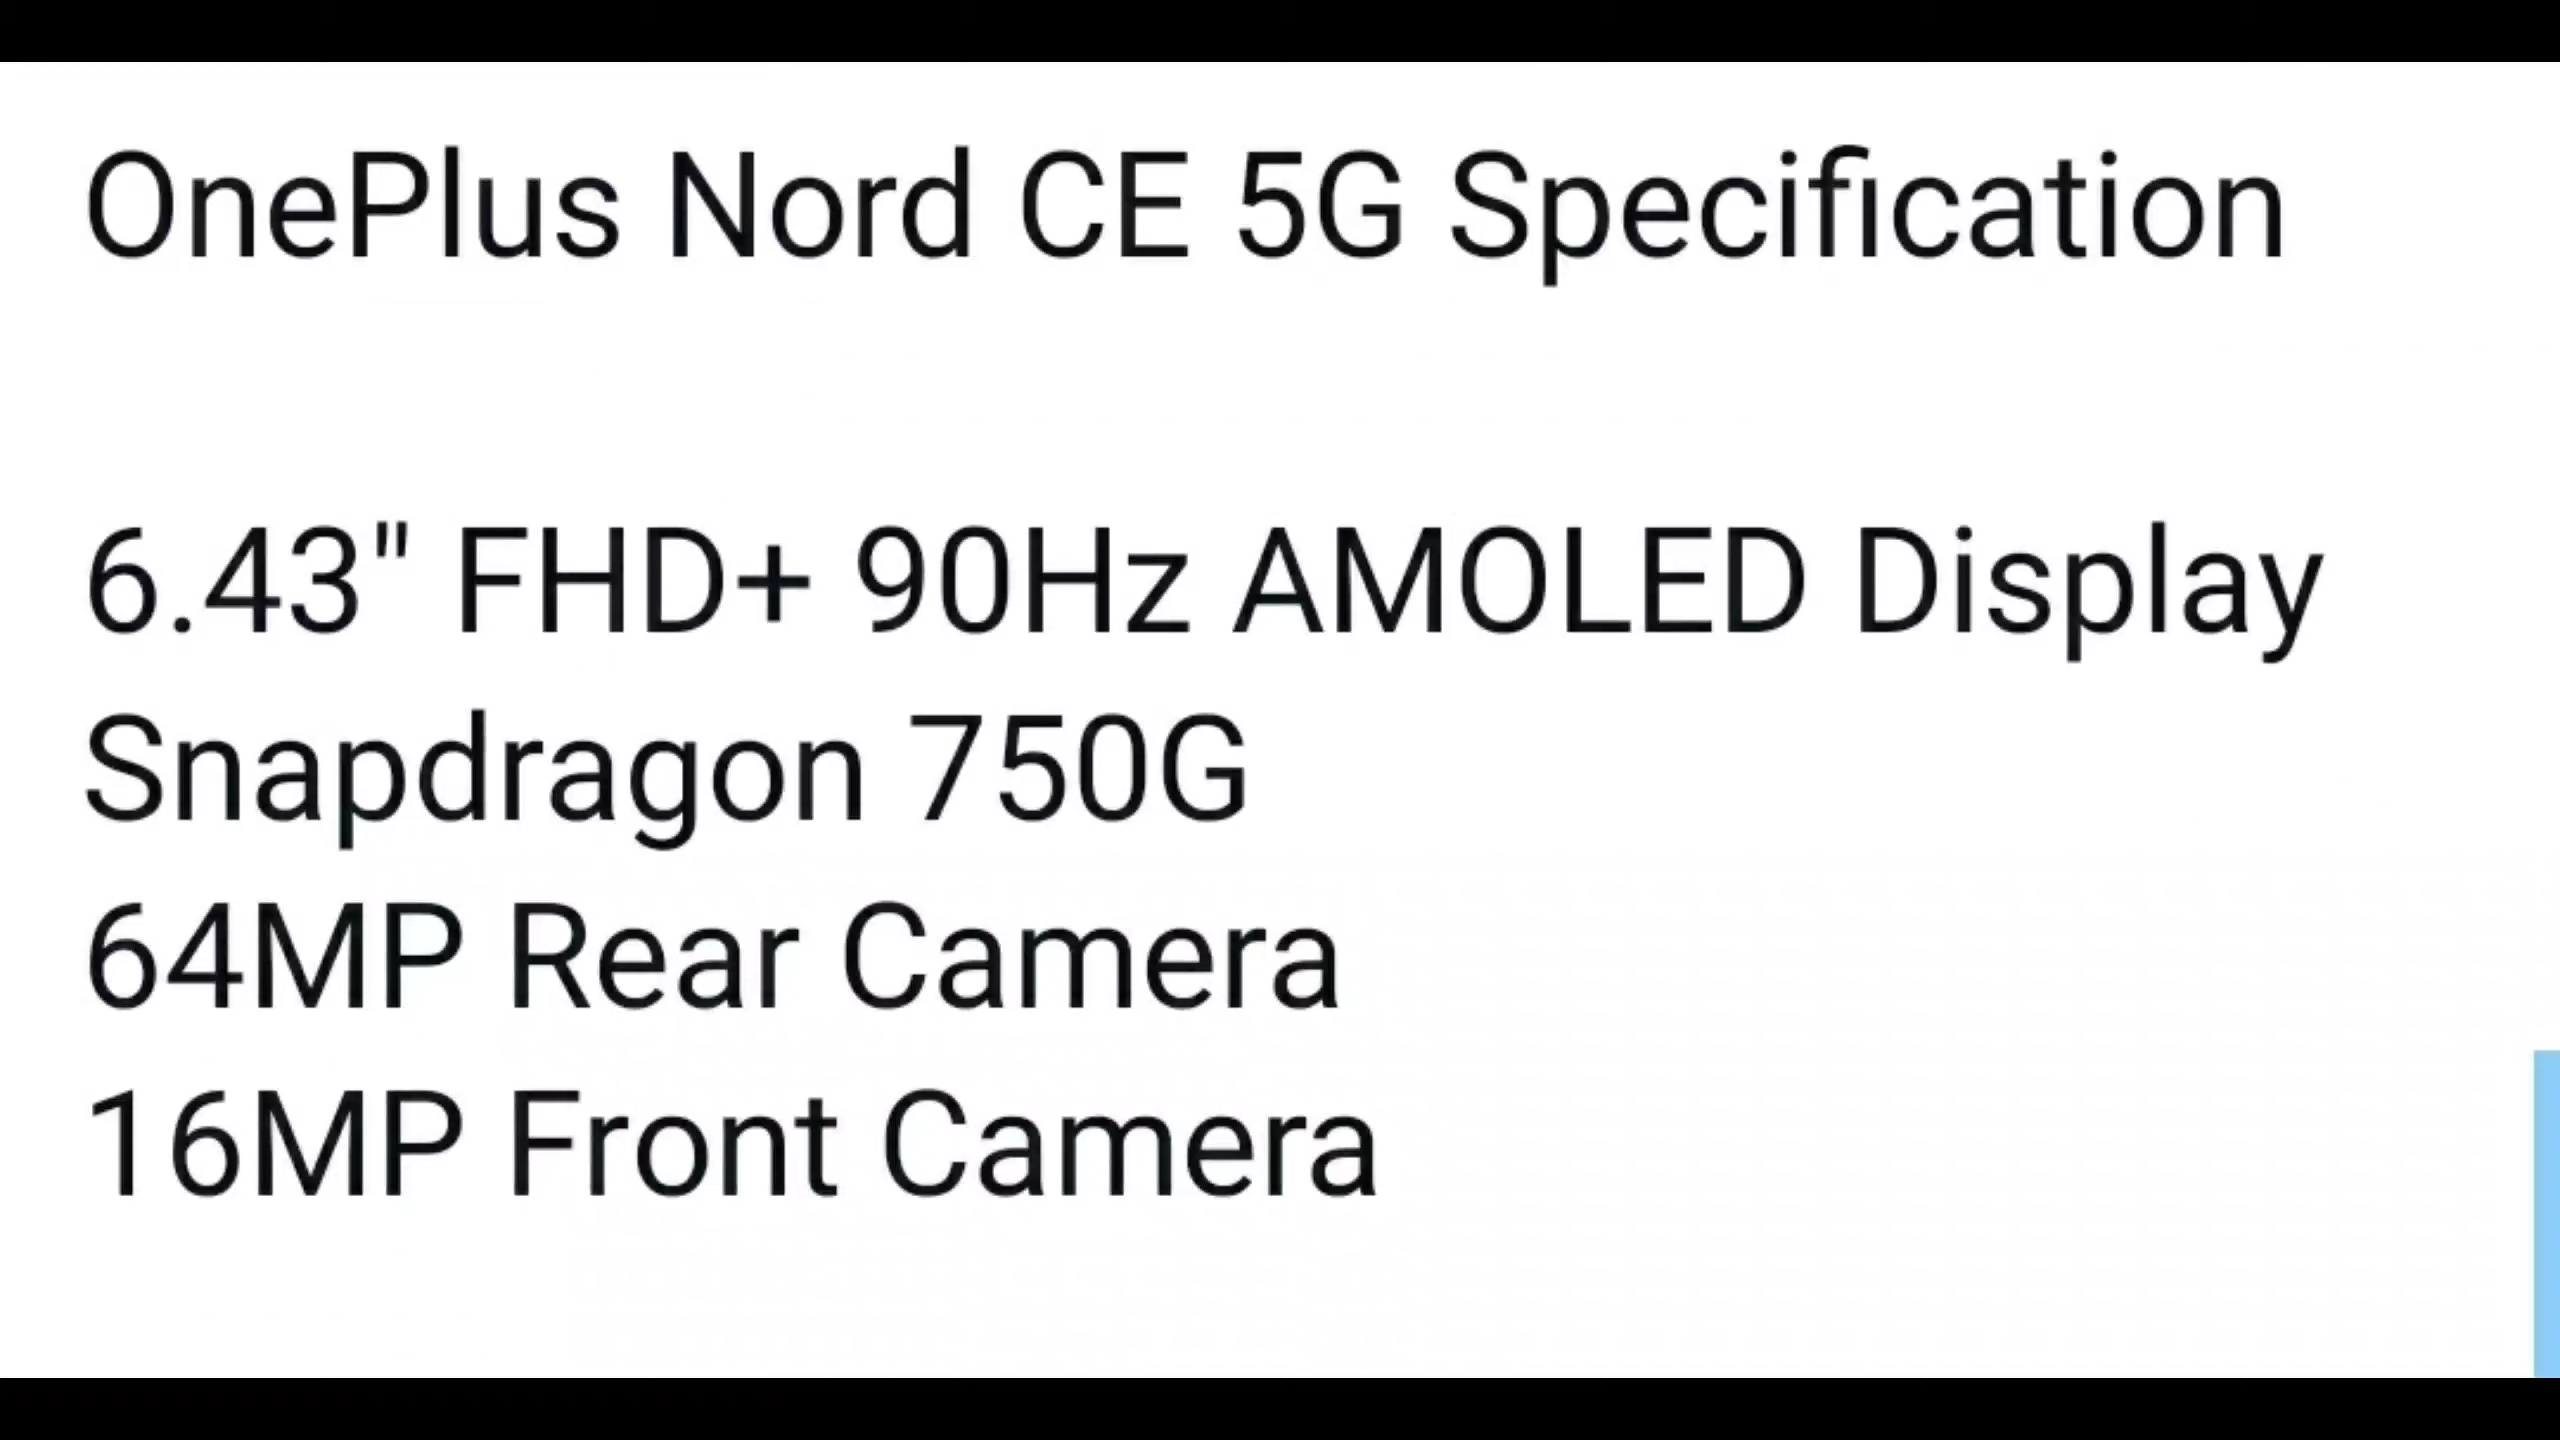 OnePlus Nord CE 5G Specification
6.43" FHD+ 90Hz AMOLED Display
Snapdragon 750G
64MP Rear Camera
16MP Front Camera